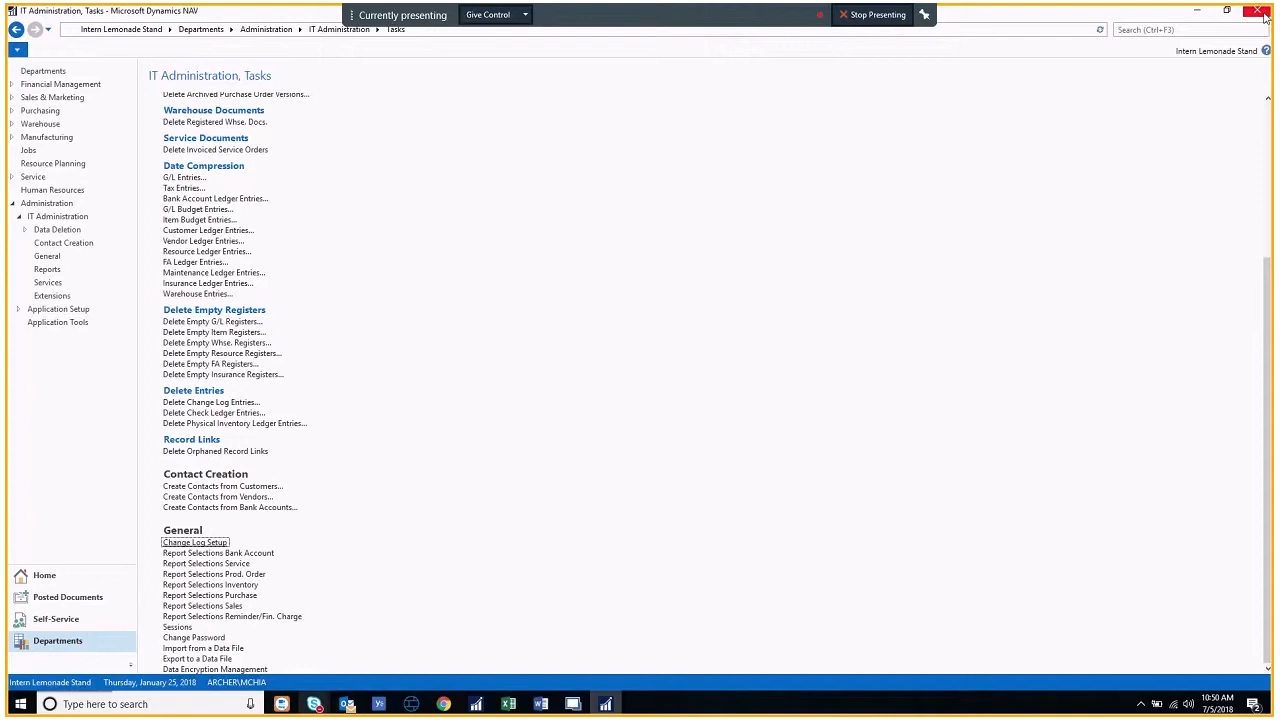 IT Administration, Tasks - Microsoft Dynamics NAV
Currently presenting
Give Control
Stop Presenting
Intern Lemonade Stand
Departments
Administration
IT Administration
Tasks
Search (Ctrl+F3)
Intern Lemonade Stand
Departments
Financial Management
Sales & Marketing
Purchasing
Warehouse
Manufacturing
Jobs
Resource Planning
Service
Human Resources
Administration
IT Administration
Data Deletion
Contact Creation
General
Reports
Services
Extensions
Application Setup
Application Tools
Home
Posted Documents
Self-Service
Departments
IT Administration, Tasks
Delete Archived Purchase Order Versions...
Warehouse Documents
Delete Registered Whse. Docs.
Service Documents
Delete Invoiced Service Orders
Date Compression
G/L Entries...
Tax Entries...
Bank Account Ledger Entries...
G/L Budget Entries...
Item Budget Entries...
Customer Ledger Entries...
Vendor Ledger Entries...
Resource Ledger Entries...
FA Ledger Entries...
Maintenance Ledger Entries...
Insurance Ledger Entries...
Warehouse Entries...
Delete Empty Registers
Delete Empty G/L Registers...
Delete Empty Item Registers...
Delete Empty Whse. Registers...
Delete Empty Resource Registers...
Delete Empty FA Registers...
Delete Empty Insurance Registers...
Delete Entries
Delete Change Log Entries...
Delete Check Ledger Entries...
Delete Physical Inventory Ledger Entries...
Record Links
Delete Orphaned Record Links
Contact Creation
Create Contacts from Customers...
Create Contacts from Vendors...
Create Contacts from Bank Accounts...
General
Change Log Setup
Report Selections Bank Account
Report Selections Service
Report Selections Prod. Order
Report Selections Inventory
Report Selections Purchase
Report Selections Sales
Report Selections Reminder/Fin. Charge
Sessions
Change Password
Import from a Data File
Export to a Data File
Data Encryption Management
Intern Lemonade Stand
Thursday, January 25, 2018
ARCHER\MCHIA
Type here to search
10:50 AM
7/5/2018